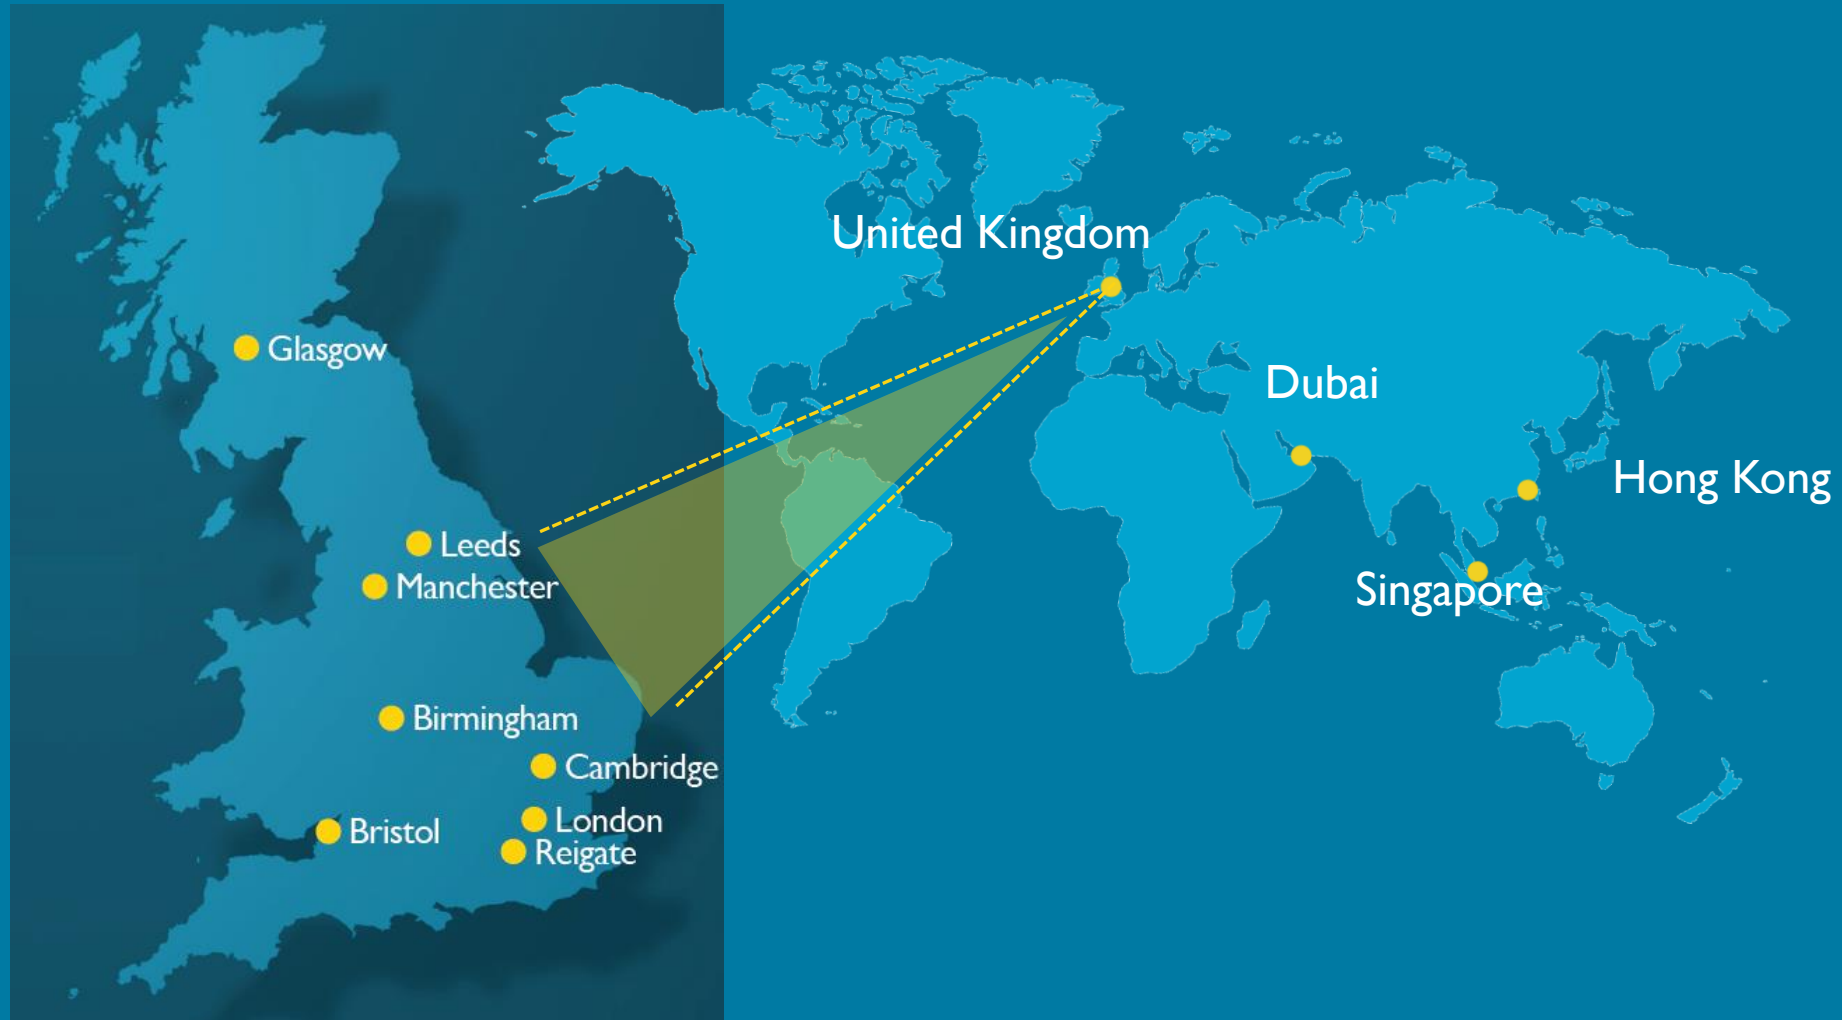 Glasgow
Leeds
Manchester
Birmingham
Cambridge
London
Bristol
Reigate
United Kingdom
Dubai
Hong Kong
Singapore